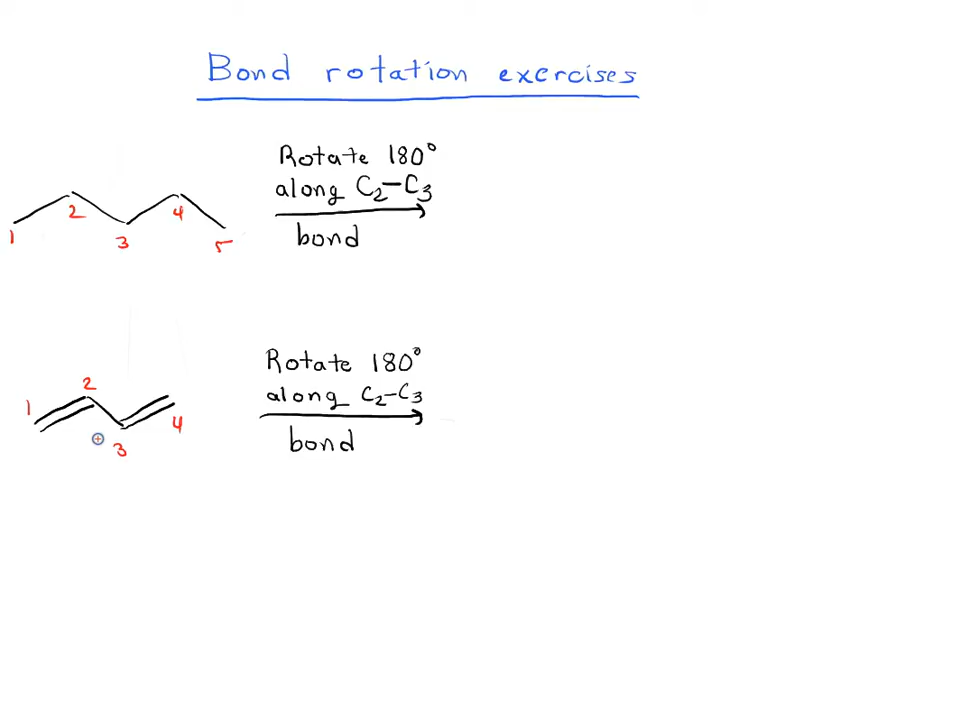 Bond rotation exercises
Rotate 180°
along C₂-C₃
bond
1
2
3
4
5
Rotate 180°
along C₂-C₃
bond
1
2
3
4